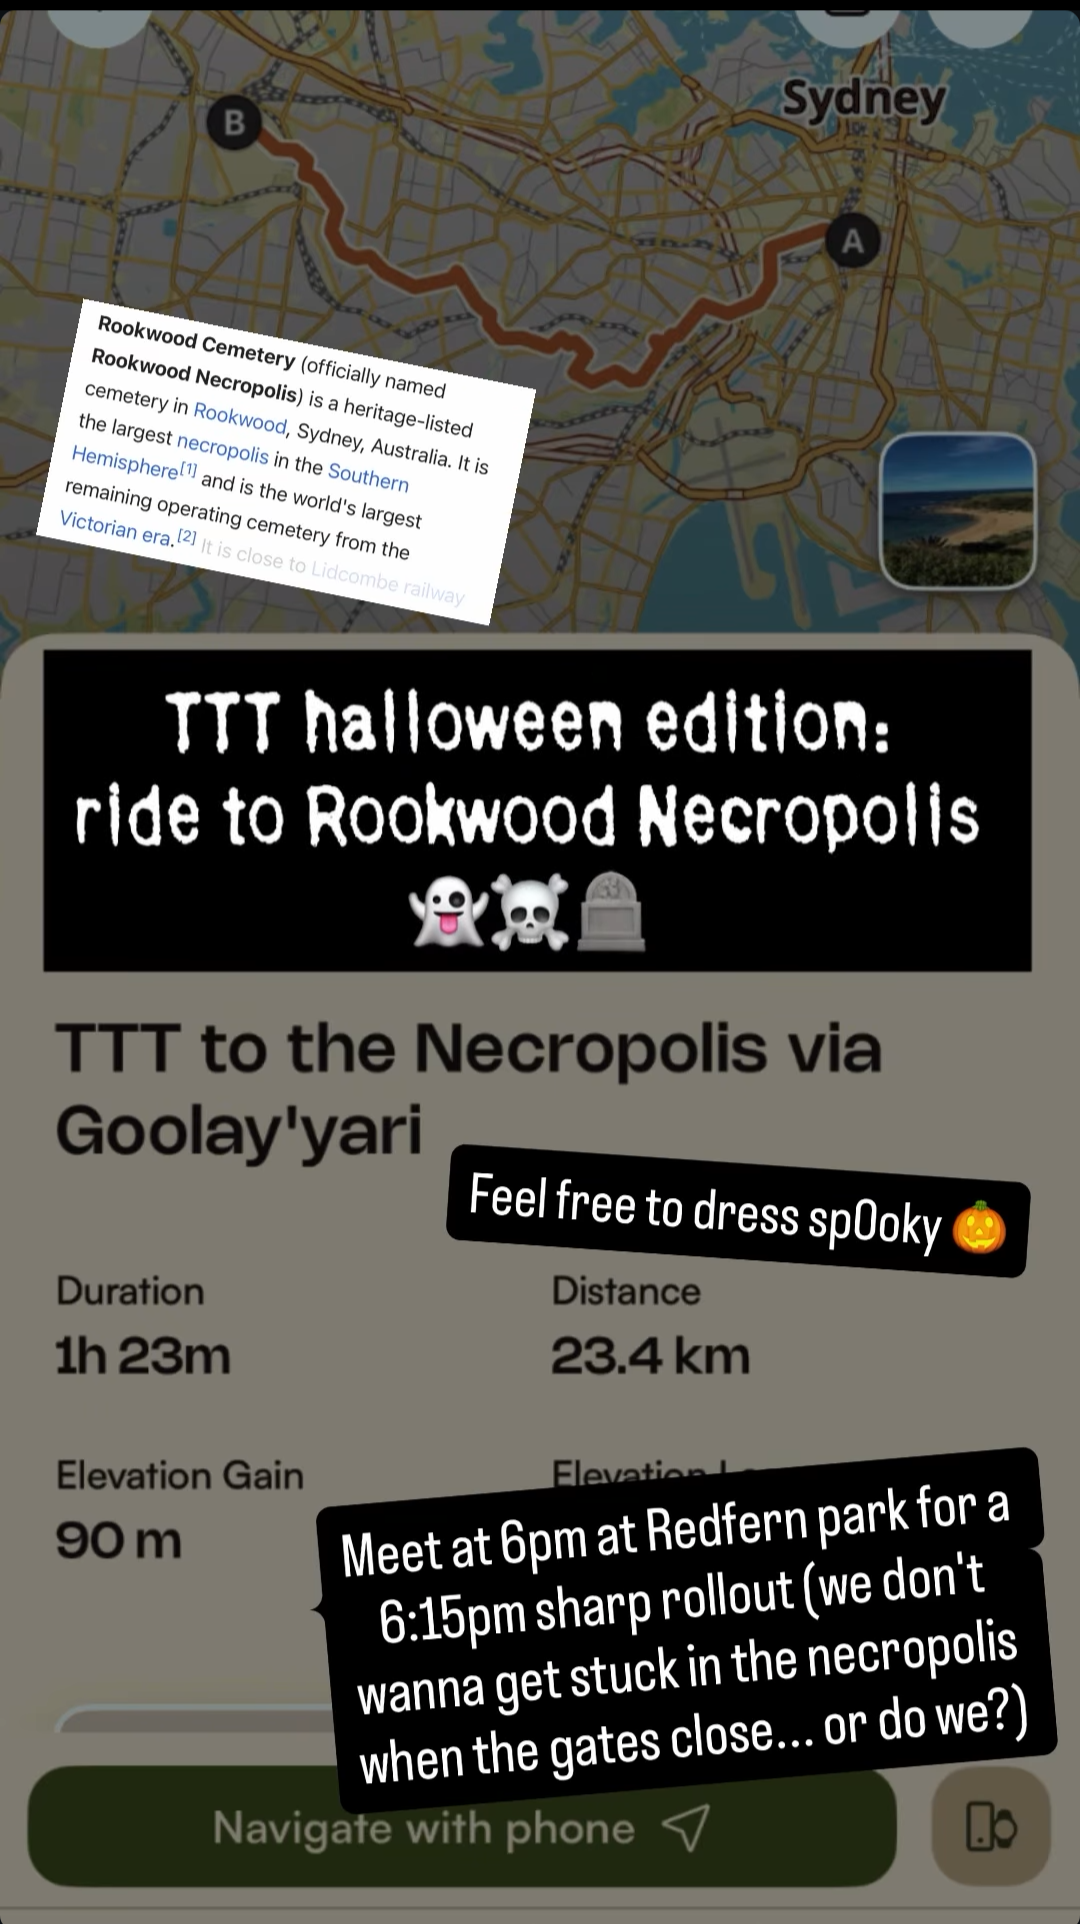 Sydney
B
A
Rookwood Cemetery (officially named
Rookwood Necropolis) is a heritage-listed
cemetery in Rookwood, Sydney, Australia. It is
the largest necropolis in the Southern
Hemisphere[1] and is the world's largest
remaining operating cemetery from the
Victorian era.[2] It is close to Lidcombe railway
TTT halloween edition:
ride to Rookwood Necropolis
👻☠️🪦
TTT to the Necropolis via
Goolay'yari
Feel free to dress sp0oky 🎃
Duration
Distance
1h 23m
23.4 km
Elevation Gain
Elevation
90 m
Meet at 6pm at Redfern park for a
6:15pm sharp rollout (we don't
wanna get stuck in the necropolis
when the gates close... or do we?)
Navigate with phone